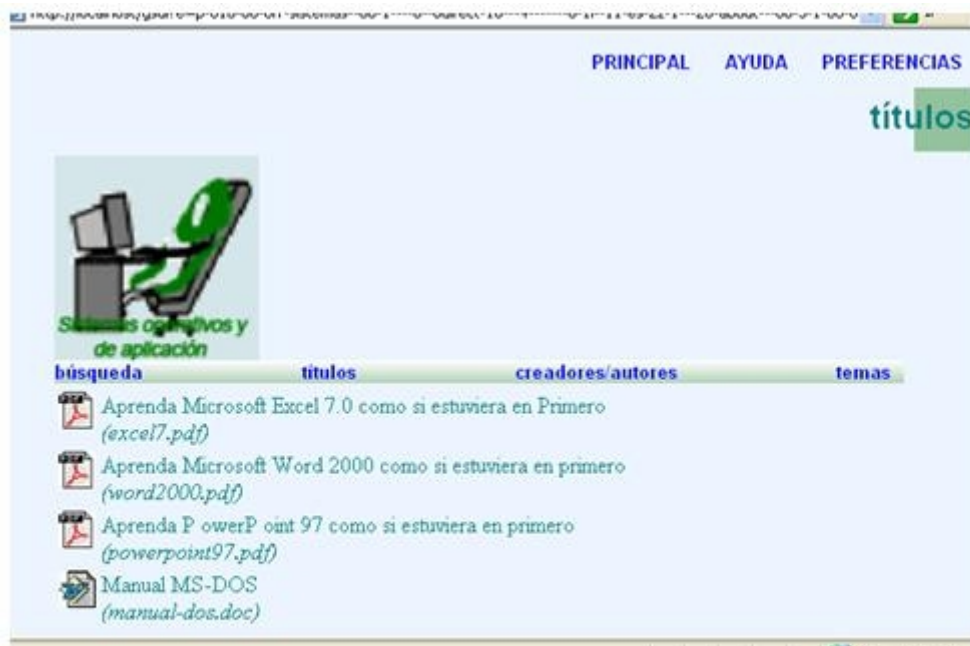 PRINCIPAL AYUDA PREFERENCIAS
títulos
Sistemas operativos y
de aplicación
búsqueda títulos creadores/autores temas
Aprenda Microsoft Excel 7.0 como si estuviera en Primero
(excel7.pdf)
Aprenda Microsoft Word 2000 como si estuviera en primero
(word2000.pdf)
Aprenda P owerP oint 97 como si estuviera en primero
(powerpoint97.pdf)
Manual MS-DOS
(manual-dos.doc)